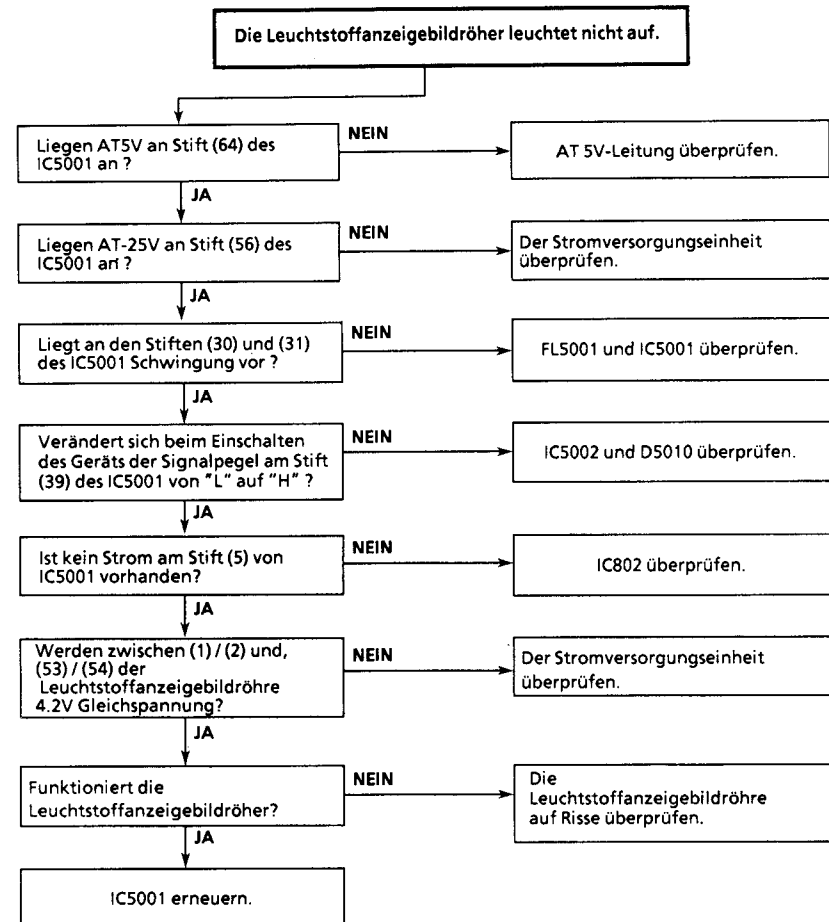 Die Leuchtstoffanzeigebildröher leuchtet nicht auf.
Liegen AT5V an Stift (64) des
IC5001 an ?
NEIN
AT 5V-Leitung überprüfen.
JA
Liegen AT-25V an Stift (56) des
IC5001 an ?
NEIN
Der Stromversorgungseinheit
überprüfen.
JA
Liegt an den Stiften (30) und (31)
des IC5001 Schwingung vor ?
NEIN
FL5001 und IC5001 überprüfen.
JA
Verändert sich beim Einschalten
des Geräts der Signalpegel am Stift
(39) des IC5001 von "L" auf "H" ?
NEIN
IC5002 und D5010 überprüfen.
JA
Ist kein Strom am Stift (5) von
IC5001 vorhanden?
NEIN
IC802 überprüfen.
JA
Werden zwischen (1) / (2) und,
(53) / (54) der
Leuchtstoffanzeigebildröhre
4.2V Gleichspannung?
NEIN
Der Stromversorgungseinheit
überprüfen.
JA
Funktioniert die
Leuchtstoffanzeigebildröher?
NEIN
Die
Leuchtstoffanzeigebildröhre
auf Risse überprüfen.
JA
IC5001 erneuern.